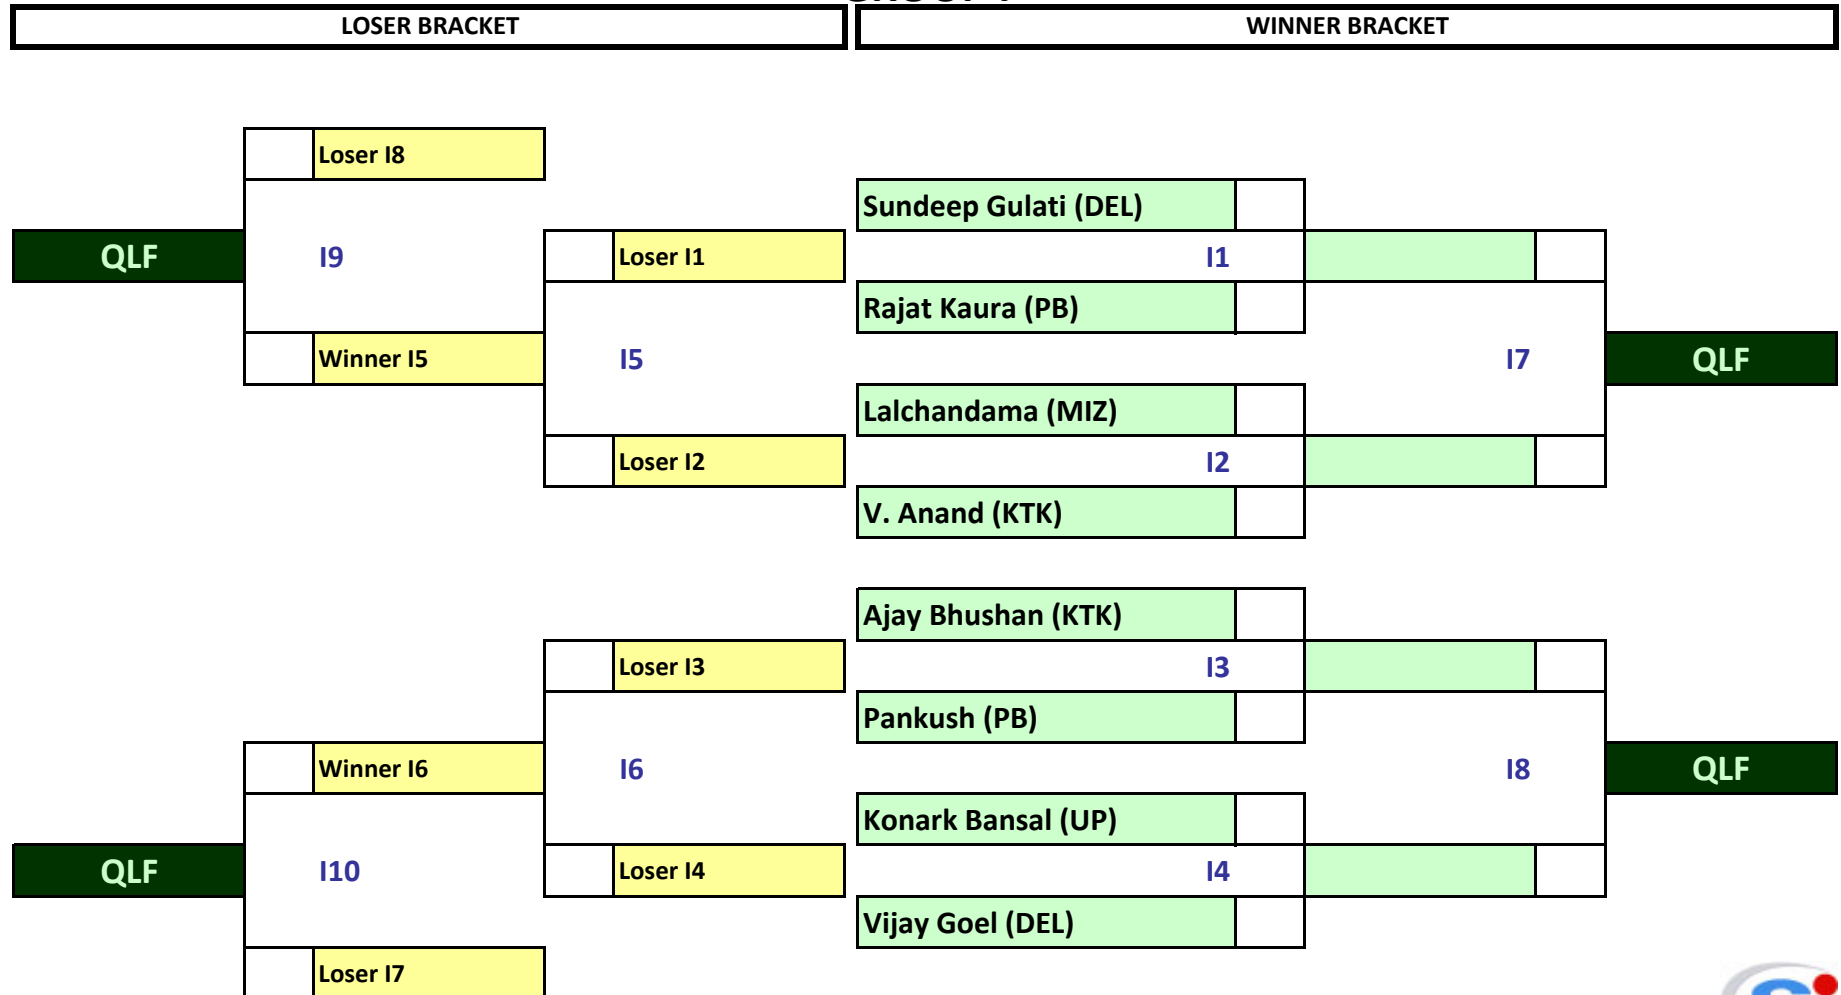 LOSER BRACKET
WINNER BRACKET
Loser I8
Sundeep Gulati (DEL)
QLF
I9
Loser I1
I1
Rajat Kaura (PB)
Winner I5
I5
I7
QLF
Lalchandama (MIZ)
Loser I2
I2
V. Anand (KTK)
Ajay Bhushan (KTK)
Loser I3
I3
Pankush (PB)
Winner I6
I6
I8
QLF
Konark Bansal (UP)
QLF
I10
Loser I4
I4
Vijay Goel (DEL)
Loser I7